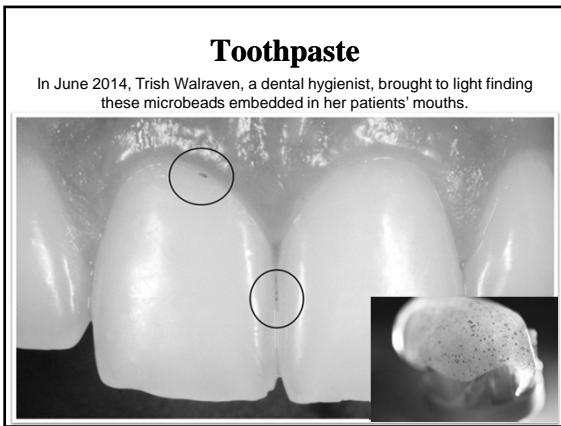 Toothpaste
In June 2014, Trish Walraven, a dental hygienist, brought to light finding
these microbeads embedded in her patients' mouths.